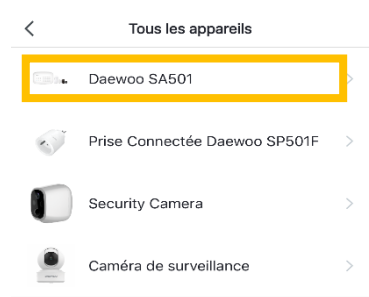 Tous les appareils
Daewoo SA501
Prise Connectée Daewoo SP501F
Security Camera
Caméra de surveillance